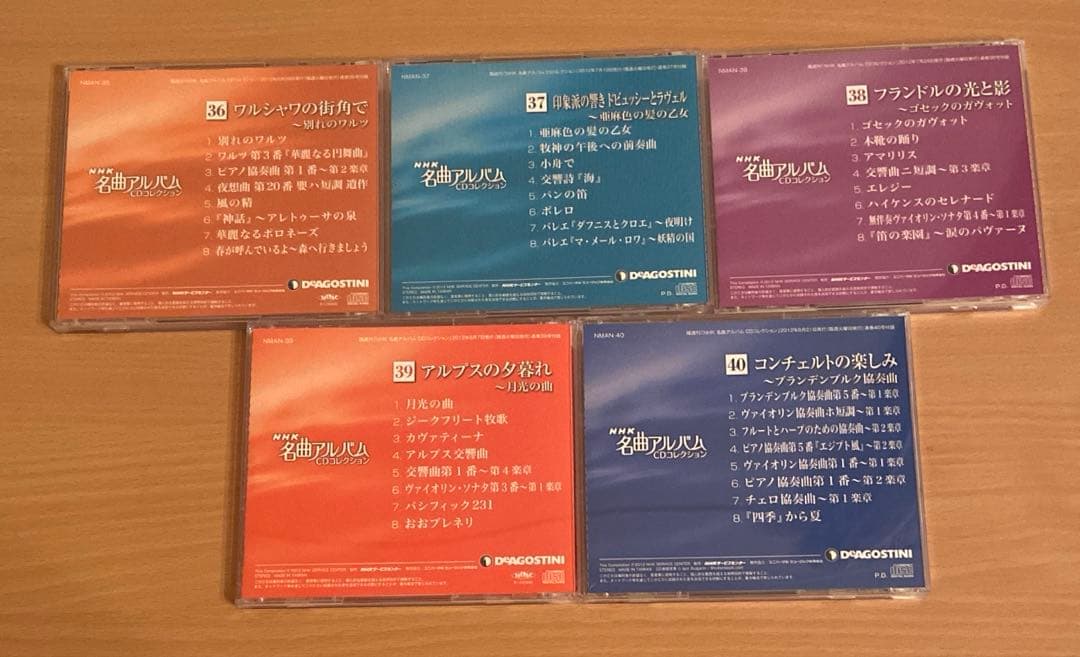 NMAN-36
36 ワルシャワの街角で
～別れのワルツ
1. 別れのワルツ
2. ワルツ 第3番『華麗なる円舞曲』
3. ピアノ協奏曲 第1番～第2楽章
4. 夜想曲 第20番 嬰ハ短調 遺作
5. 風の精
6. 『神話』～アレトゥーサの泉
7. 華麗なるポロネーズ
8. 春が呼んでいるよ～森へ行きましょう
NHK
名曲アルバム
CDコレクション
DeAGOSTINI
NMAN-37
37 印象派の響きドビュッシーとラヴェル
～亜麻色の髪の乙女
1. 亜麻色の髪の乙女
2. 牧神の午後への前奏曲
3. 小舟で
4. 交響詩『海』
5. パンの笛
6. ボレロ
7. バレエ『ダフニスとクロエ』～夜明け
8. バレエ『マ・メール・ロワ』～妖精の国
NHK
名曲アルバム
CDコレクション
DeAGOSTINI
P.D.
NMAN-38
38 フランドルの光と影
～ゴセックのガヴォット
1. ゴセックのガヴォット
2. 木靴の踊り
3. アマリリス
4. 交響曲ニ短調～第3楽章
5. エレジー
6. ハイケンスのセレナード
7. 無伴奏ヴァイオリン・ソナタ第4番～第1楽章
8. 『笛の楽園』～涙のパヴァーヌ
NHK
名曲アルバム
CDコレクション
DeAGOSTINI
P.D.
NMAN-39
39 アルプスの夕暮れ
～月光の曲
1. 月光の曲
2. ジークフリート牧歌
3. カヴァティーナ
4. アルプス交響曲
5. 交響曲第1番～第4楽章
6. ヴァイオリン・ソナタ第3番～第1楽章
7. パシフィック231
8. おおブレネリ
NHK
名曲アルバム
CDコレクション
DeAGOSTINI
NMAN-40
40 コンチェルトの楽しみ
～ブランデンブルク協奏曲
1. ブランデンブルク協奏曲第5番～第1楽章
2. ヴァイオリン協奏曲ホ短調～第1楽章
3. フルートとハープのための協奏曲～第2楽章
4. ピアノ協奏曲第5番『エジプト風』～第2楽章
5. ヴァイオリン協奏曲第1番～第1楽章
6. ピアノ協奏曲第1番～第2楽章
7. チェロ協奏曲～第1楽章
8. 『四季』から夏
NHK
名曲アルバム
CDコレクション
DeAGOSTINI
P.D.